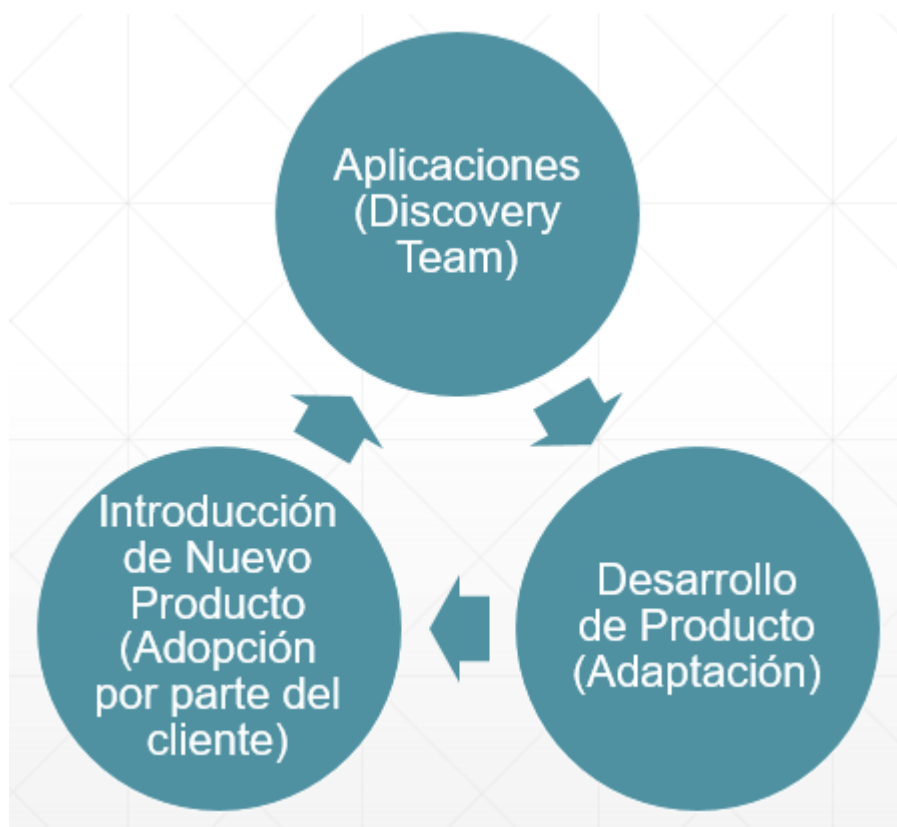 Aplicaciones
(Discovery
Team)
Desarrollo
de Producto
(Adaptación)
Introducción
de Nuevo
Producto
(Adopción
por parte del
cliente)